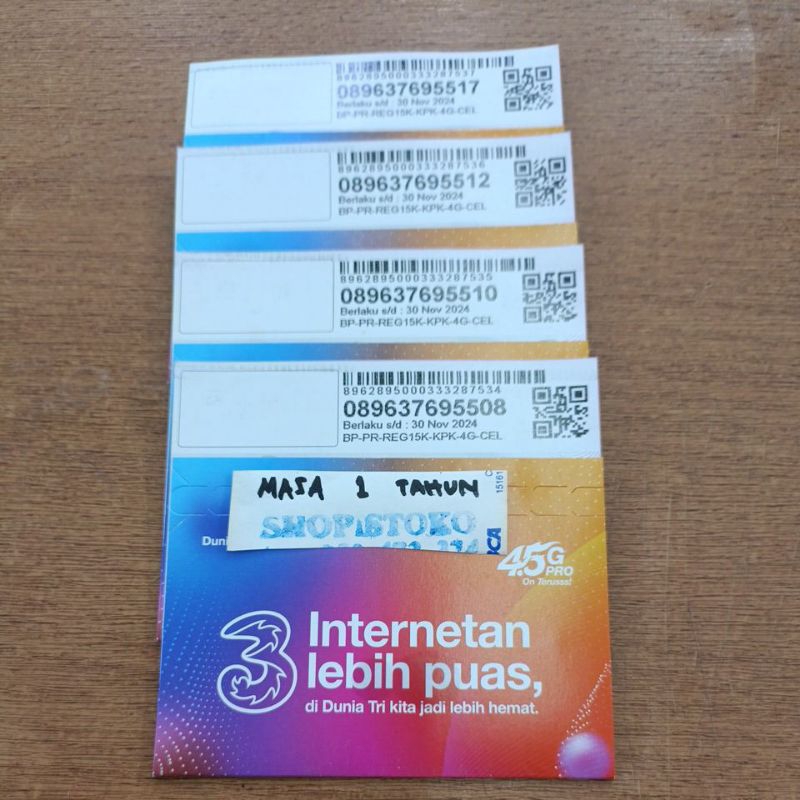 8962895000333287537
089637695517
Berlaku s/d : 30 Nov 2024
BP-PR-REG15K-KPK-4G-CEL
8962895000333287536
089637695512
Berlaku s/d : 30 Nov 2024
BP-PR-REG15K-KPK-4G-CEL
8962895000333287535
089637695510
Berlaku s/d : 30 Nov 2024
BP-PR-REG15K-KPK-4G-CEL
8962895000333287534
089637695508
Berlaku s/d : 30 Nov 2024
BP-PR-REG15K-KPK-4G-CEL
MASA 1 TAHUN
15161
SHOPISTOKO
Duni
4.5G
PRO
On Terusss!
3
Internetan
lebih puas,
di Dunia Tri kita jadi lebih hemat.